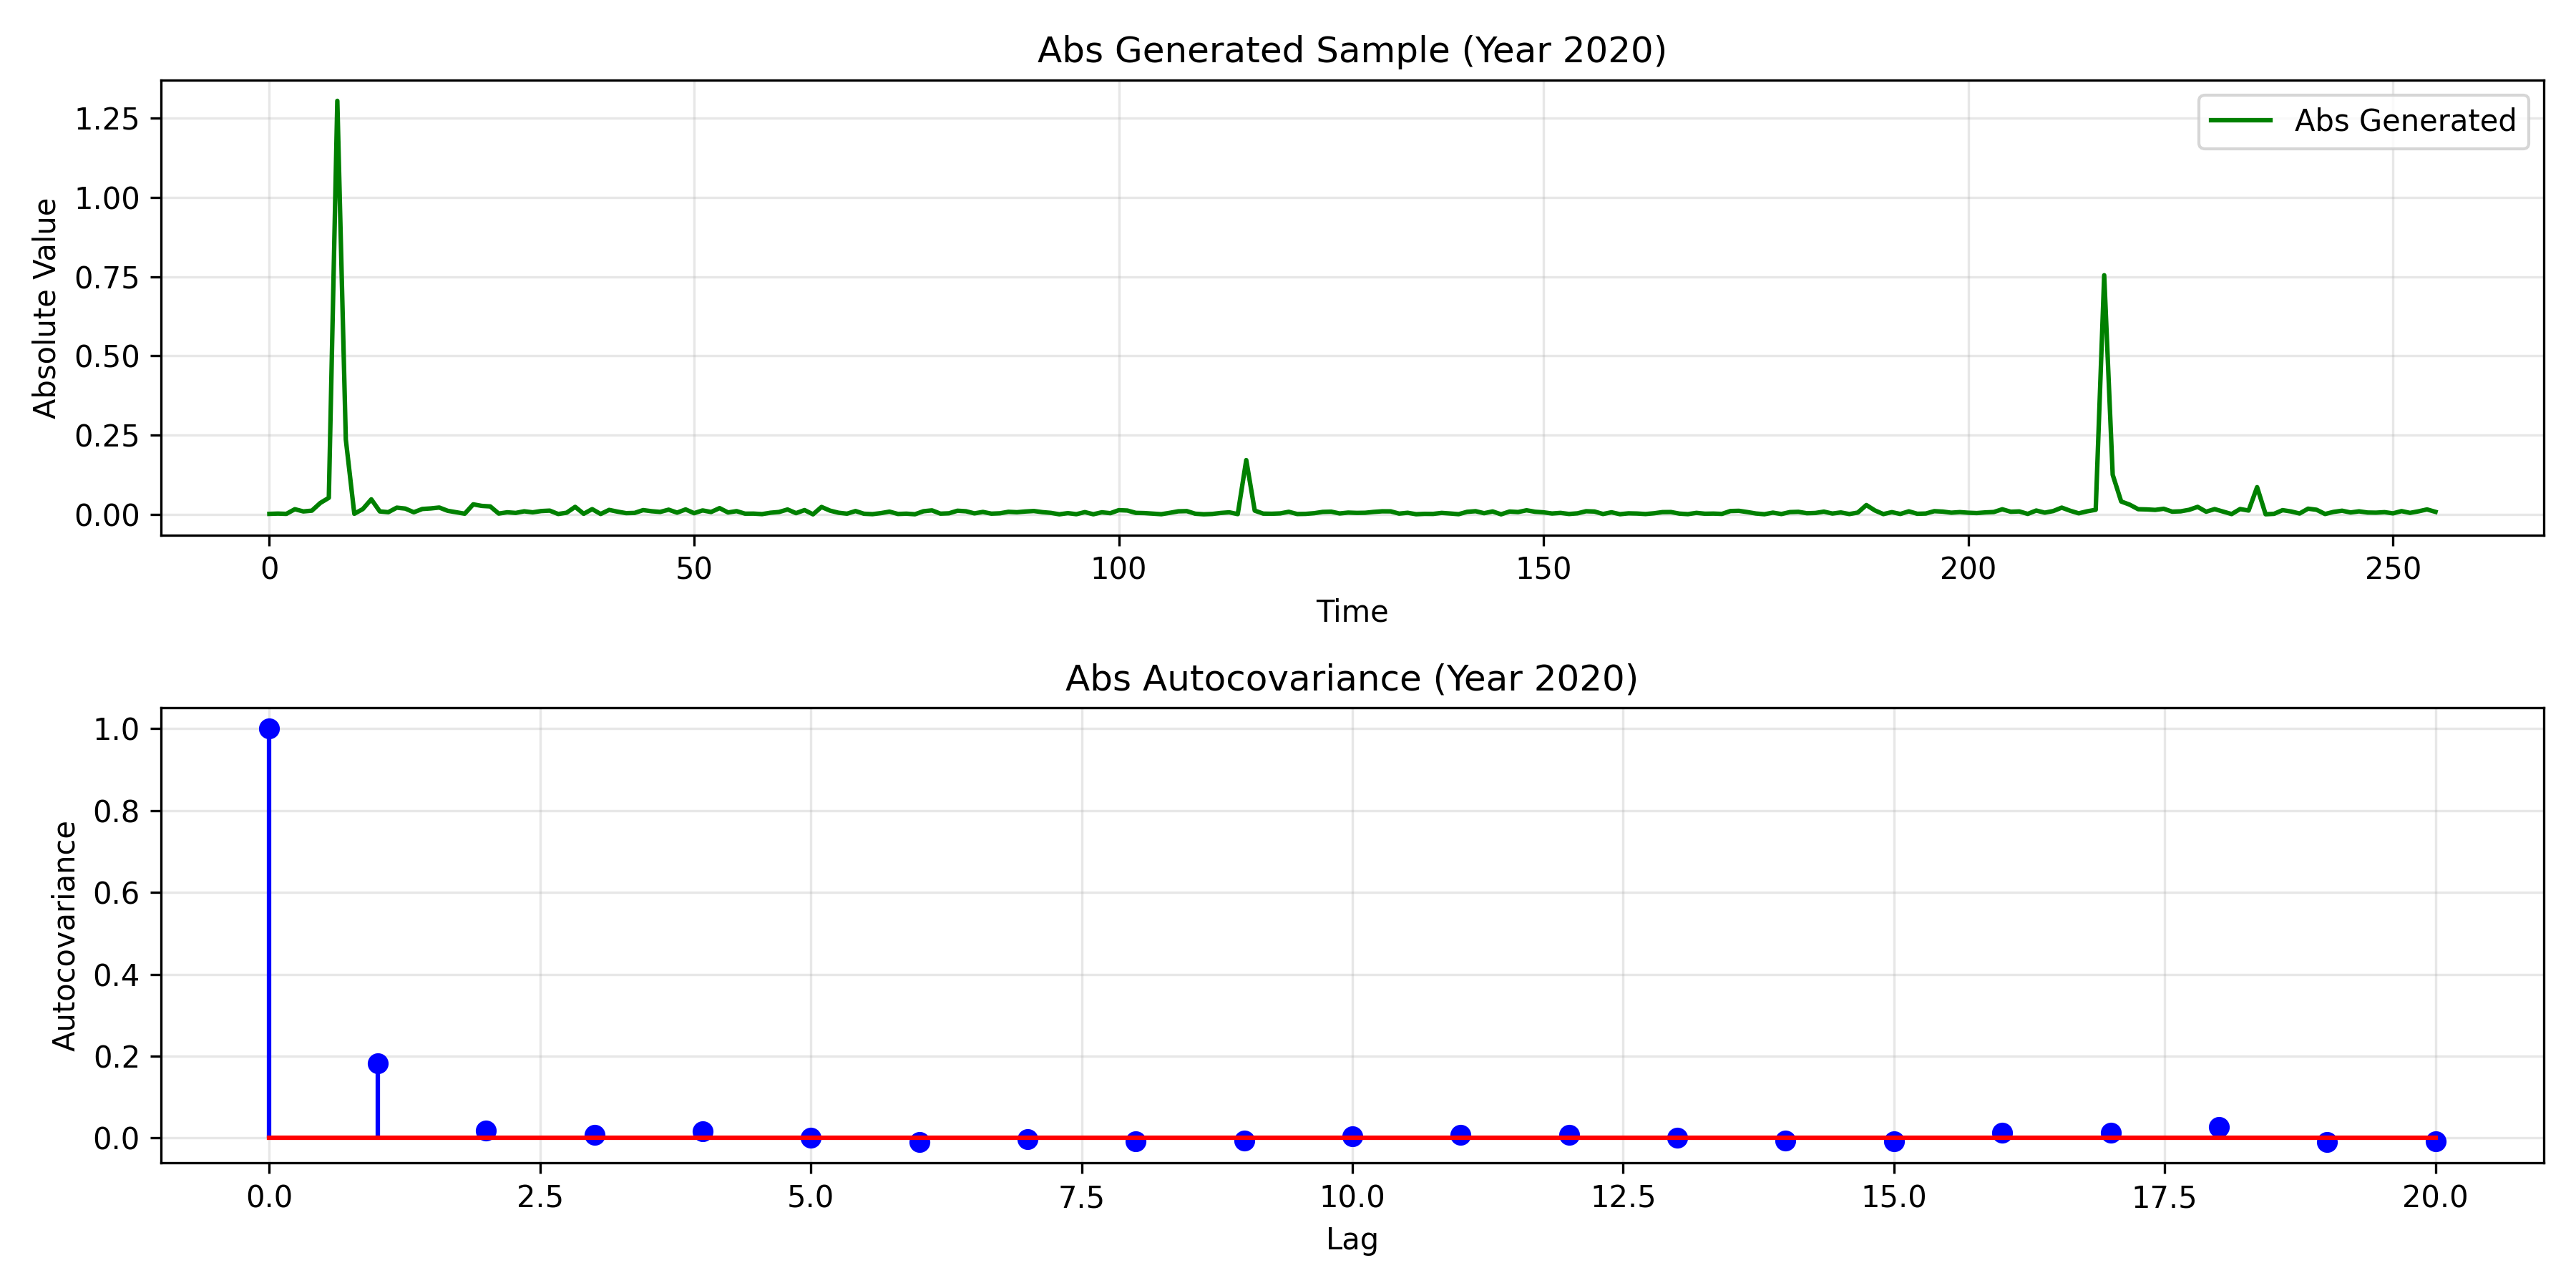 Abs Generated Sample (Year 2020)
Absolute Value
1.25
1.00
0.75
0.50
0.25
0.00
Abs Generated
0 50 100 150 200 250
Time
Abs Autocovariance (Year 2020)
Autocovariance
1.0
0.8
0.6
0.4
0.2
0.0
0.0 2.5 5.0 7.5 10.0 12.5 15.0 17.5 20.0
Lag